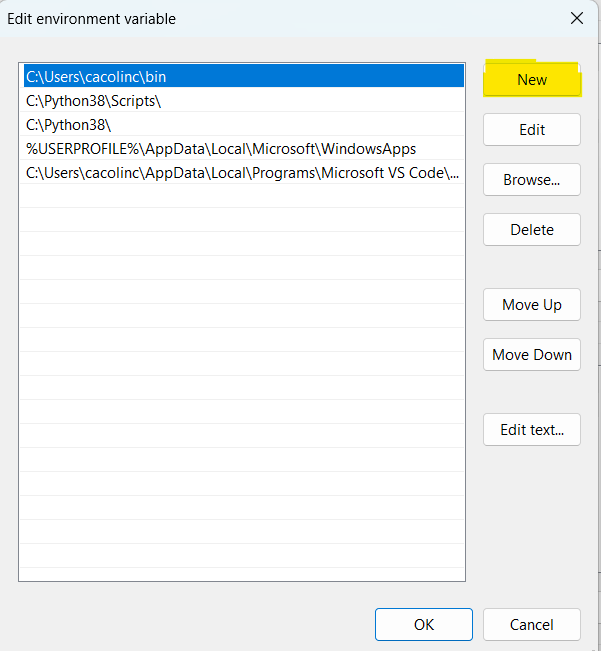 Edit environment variable
C:\Users\cacolinc\bin
C:\Python38\Scripts\
C:\Python38\
%USERPROFILE%\AppData\Local\Microsoft\WindowsApps
C:\Users\cacolinc\AppData\Local\Programs\Microsoft VS Code\...
New
Edit
Browse...
Delete
Move Up
Move Down
Edit text...
OK
Cancel